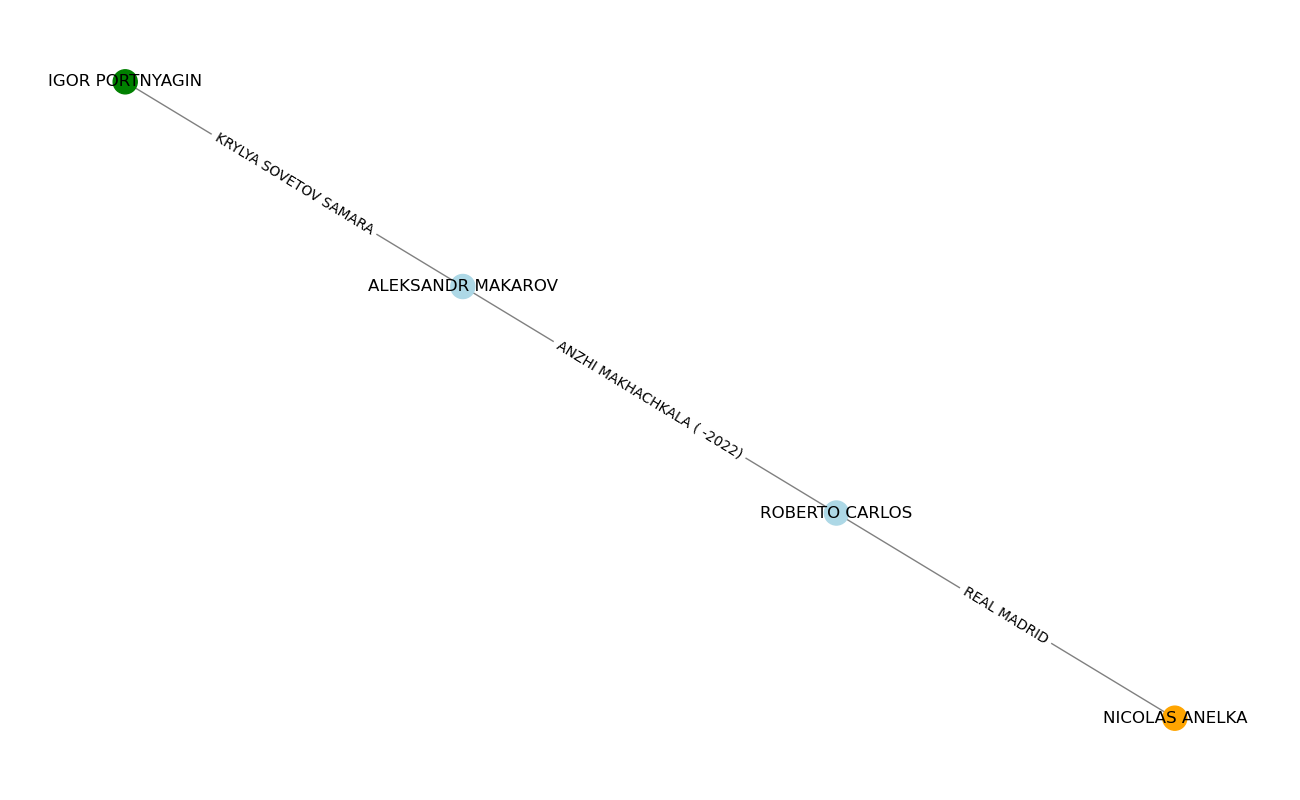 IGOR PORTNYAGIN
KRYLYA SOVETOV SAMARA
ALEKSANDR MAKAROV
ANZHI MAKHACHKALA ( -2022)
ROBERTO CARLOS
REAL MADRID
NICOLAS ANELKA